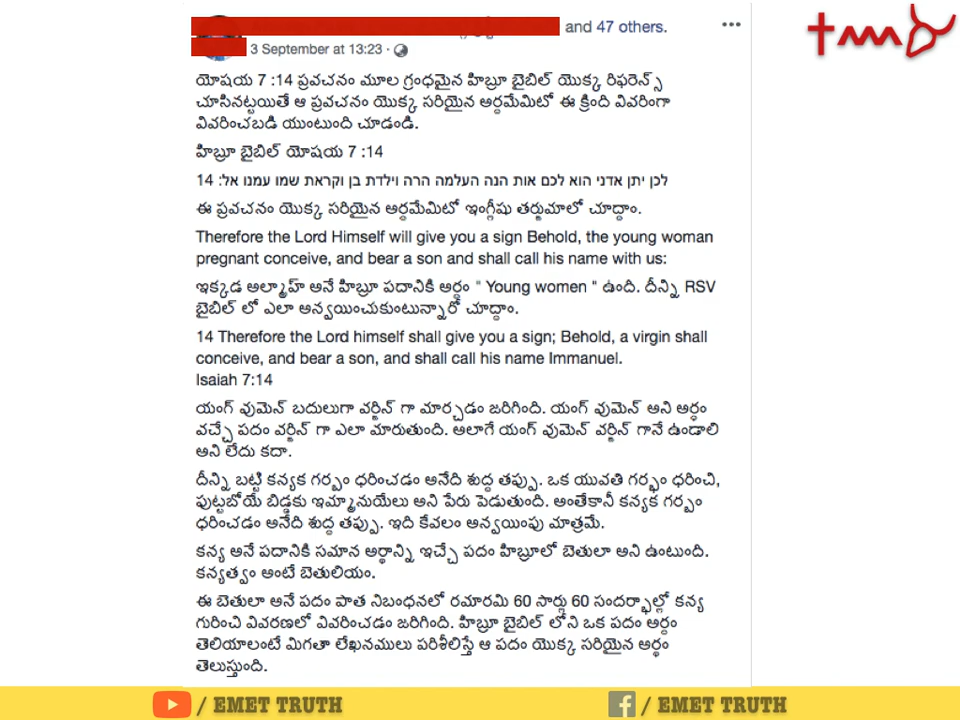 and 47 others.
3 September at 13:23 ·
యోషయ 7 :14 ప్రవచనం మూల గ్రంధమైన హిబ్రూ బైబిల్ యొక్క రిఫరెన్స్
చూసినట్టయితే ఆ ప్రవచనం యొక్క సరియైన అర్దమేమిటో ఈ క్రింది వివరింగా
వివరించబడి యుంటుంది చూడండి.
హిబ్రూ బైబిల్ యోషయ 7 :14
14 :לכן יתן אדני הוא לכם אות הנה העלמה הרה וילדת בן וקראת שמו עמנו אל
ఈ ప్రవచనం యొక్క సరియైన అర్దమేమిటో ఇంగ్లీషు తర్జుమాలో చూద్దాం.
Therefore the Lord Himself will give you a sign Behold, the young woman
pregnant conceive, and bear a son and shall call his name with us:
ఇక్కడ అల్మాహ్ అనే హిబ్రూ పదానికి అర్థం " Young women " ఉంది. దీన్ని RSV
బైబిల్ లో ఎలా అన్వయించుకుంటున్నారో చూద్దాం.
14 Therefore the Lord himself shall give you a sign; Behold, a virgin shall
conceive, and bear a son, and shall call his name Immanuel.
Isaiah 7:14
యంగ్ వుమెన్ బదులుగా వర్జిన్ గా మార్చడం జరిగింది. యంగ్ వుమెన్ అని అర్ధం
వచ్చే పదం వర్జిన్ గా ఎలా మారుతుంది. అలాగే యంగ్ వుమెన్ వర్జిన్ గానే ఉండాలి
అని లేదు కదా.
దీన్ని బట్టి కన్యక గర్భం ధరించడం అనేది శుద్ధ తప్పు. ఒక యువతి గర్భం ధరించి,
పుట్టబోయే బిడ్డకు ఇమ్మానుయేలు అని పేరు పెడుతుంది. అంతేకానీ కన్యక గర్భం
ధరించడం అనేది శుద్ధ తప్పు. ఇది కేవలం అన్వయింపు మాత్రమే.
కన్య అనే పదానికి సమాన అర్థాన్ని ఇచ్చే పదం హిబ్రూలో బెతులా అని ఉంటుంది.
కన్యత్వం అంటే బెతులియం.
ఈ బెతులా అనే పదం పాత నిబంధనలో రమారమి 60 సార్లు 60 సందర్భాల్లో కన్య
గురించి వివరణలో వివరించడం జరిగింది. హిబ్రూ బైబిల్ లోని ఒక పదం అర్ధం
తెలియాలంటే మిగతా లేఖనములు పరిశీలిస్తే ఆ పదం యొక్క సరియైన అర్థం
తెలుస్తుంది.
/ EMET TRUTH
/ EMET TRUTH